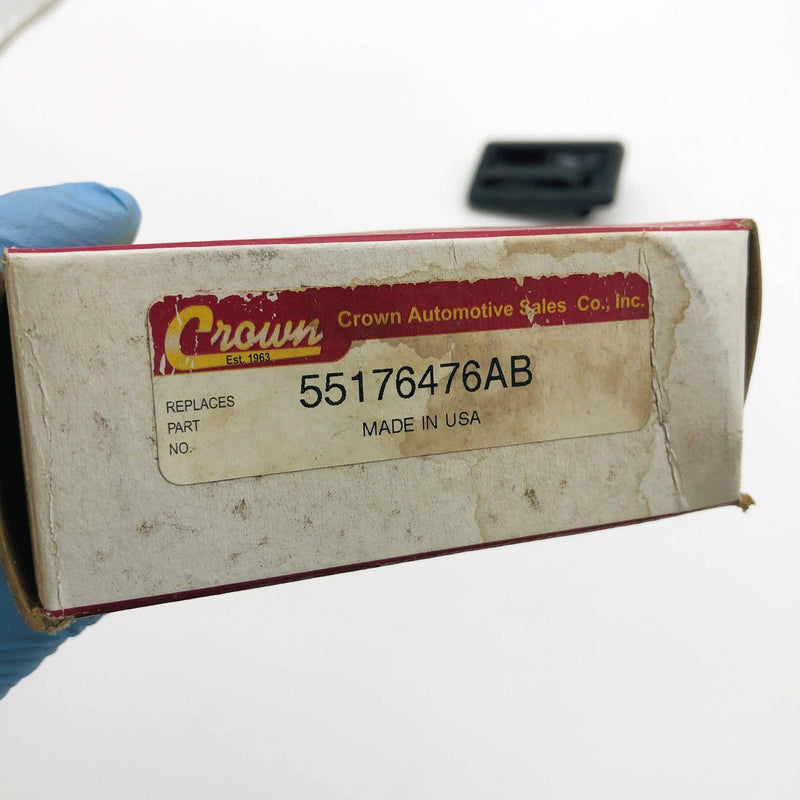 Crown
Est. 1963
Crown Automotive Sales Co., Inc.
REPLACES
PART
NO.
55176476AB
MADE IN USA